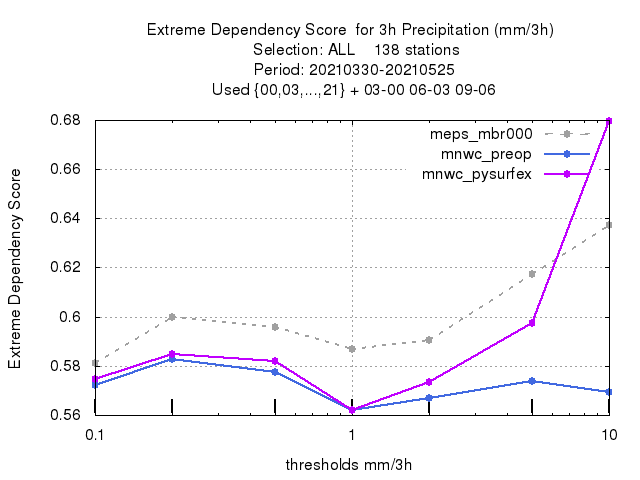 Extreme Dependency Score  for 3h Precipitation (mm/3h)
Selection: ALL    138 stations
Period: 20210330-20210525
Used {00,03,...,21} + 03-00 06-03 09-06
meps_mbr000
mnwc_preop
mnwc_pysurfex
Extreme Dependency Score
0.68
0.66
0.64
0.62
0.6
0.58
0.56
0.1
1
10
thresholds mm/3h